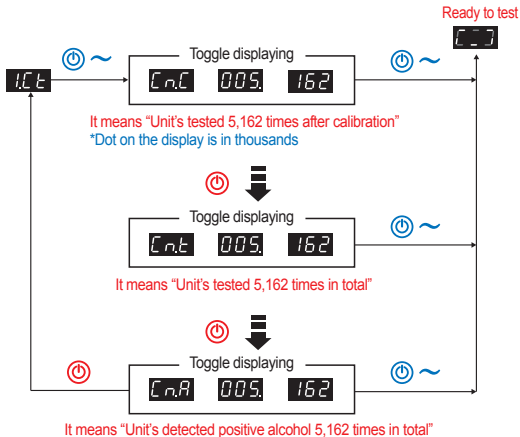 Ready to test
[_]
Toggle displaying
1.Ct
Cn.C 005. 162
It means “Unit's tested 5,162 times after calibration”
*Dot on the display is in thousands
Toggle displaying
Cn.t 005. 162
It means “Unit's tested 5,162 times in total”
Toggle displaying
Cn.A 005. 162
It means “Unit's detected positive alcohol 5,162 times in total”